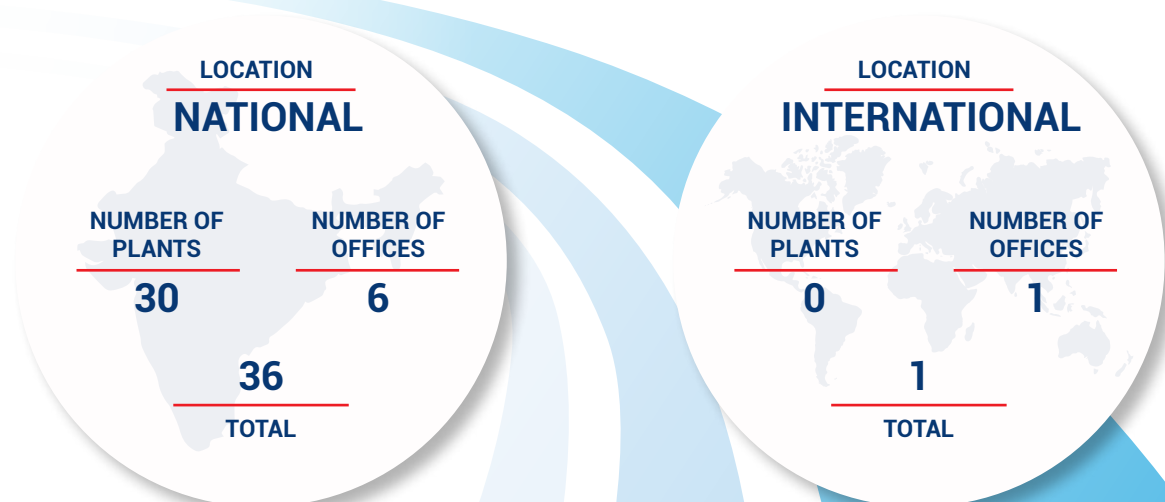 LOCATION
NATIONAL
NUMBER OF
PLANTS
30
NUMBER OF
OFFICES
6
36
TOTAL
LOCATION
INTERNATIONAL
NUMBER OF
PLANTS
0
NUMBER OF
OFFICES
1
1
TOTAL